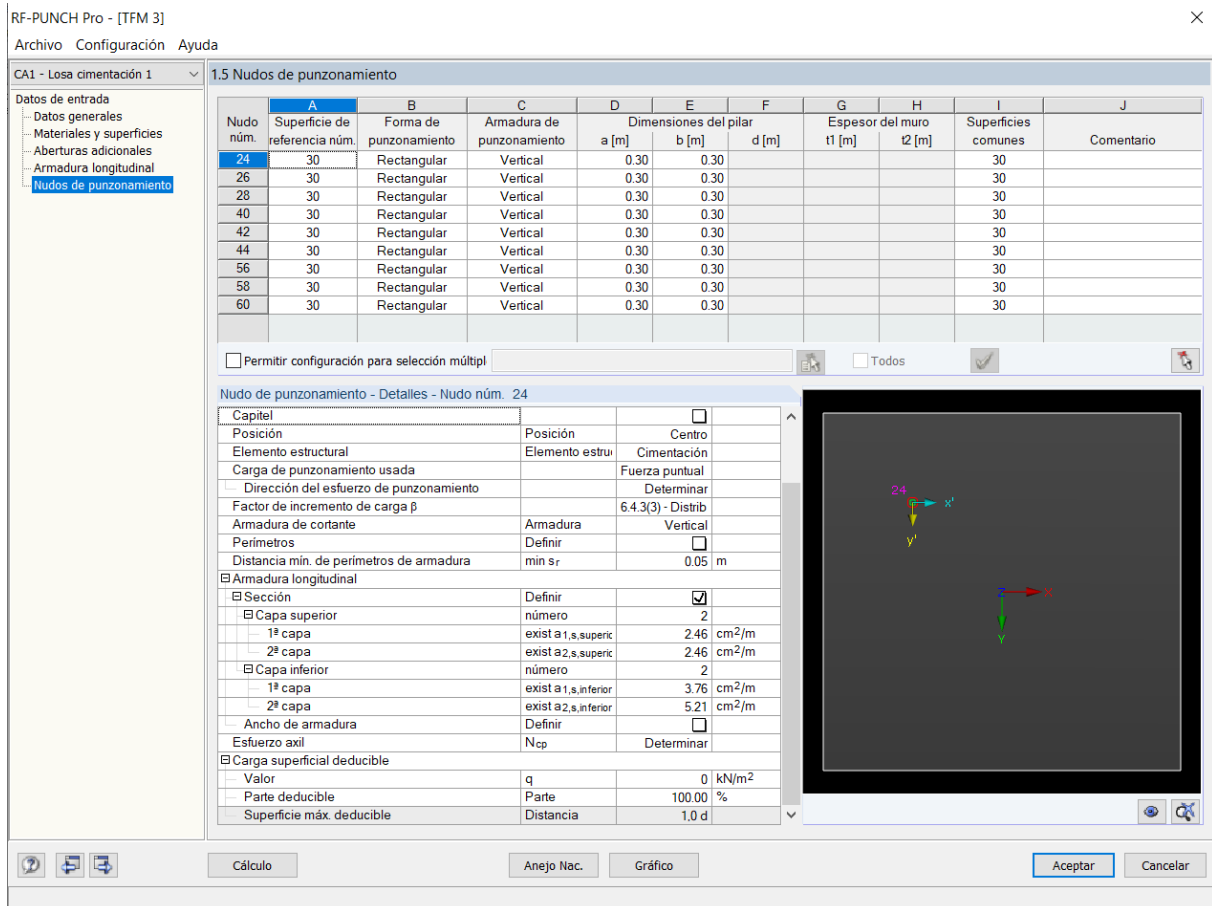 RF-PUNCH Pro - [TFM 3]
Archivo Configuración Ayuda
CA1 - Losa cimentación 1
1.5 Nudos de punzonamiento
Datos de entrada
Datos generales
Materiales y superficies
Aberturas adicionales
Armadura longitudinal
Nudos de punzonamiento
A B C D E F G H I J
Nudo Superficie de Forma de Armadura de Dimensiones del pilar Espesor del muro Superficies
núm. referencia núm. punzonamiento punzonamiento a [m] b [m] d [m] t1 [m] t2 [m] comunes Comentario
24 30 Rectangular Vertical 0.30 0.30 30
26 30 Rectangular Vertical 0.30 0.30 30
28 30 Rectangular Vertical 0.30 0.30 30
40 30 Rectangular Vertical 0.30 0.30 30
42 30 Rectangular Vertical 0.30 0.30 30
44 30 Rectangular Vertical 0.30 0.30 30
56 30 Rectangular Vertical 0.30 0.30 30
58 30 Rectangular Vertical 0.30 0.30 30
60 30 Rectangular Vertical 0.30 0.30 30
Permitir configuración para selección múltipl Todos
Nudo de punzonamiento - Detalles - Nudo núm. 24
Capitel
Posición Posición Centro
Elemento estructural Elemento estru Cimentación
Carga de punzonamiento usada Fuerza puntual
Dirección del esfuerzo de punzonamiento Determinar
Factor de incremento de carga β 6.4.3(3) - Distrib
Armadura de cortante Armadura Vertical
Perímetros Definir
Distancia mín. de perímetros de armadura min sr 0.05 m
Armadura longitudinal
Sección Definir
Capa superior número 2
1ª capa exist a1,s,superic 2.46 cm2/m
2ª capa exist a2,s,superic 2.46 cm2/m
Capa inferior número 2
1ª capa exist a1,s,inferior 3.76 cm2/m
2ª capa exist a2,s,inferior 5.21 cm2/m
Ancho de armadura Definir
Esfuerzo axil Ncp Determinar
Carga superficial deducible
Valor q 0 kN/m2
Parte deducible Parte 100.00 %
Superficie máx. deducible Distancia 1,0 d
24
x'
y'
Z
X
Y
Cálculo Anejo Nac. Gráfico Aceptar Cancelar